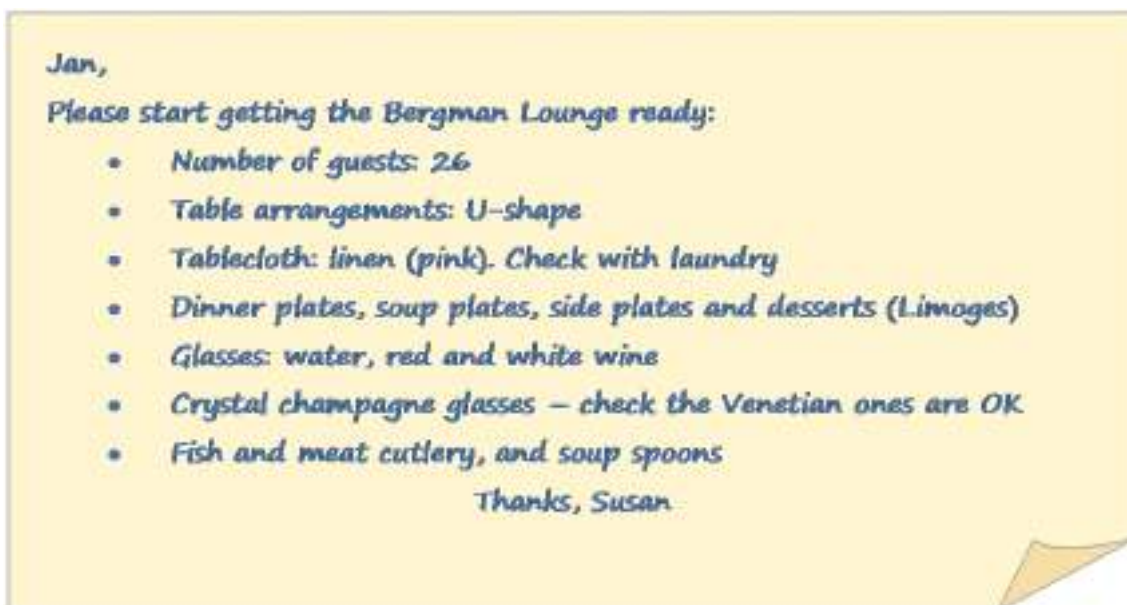 Jan,
Please start getting the Bergman Lounge ready:
• Number of guests: 26
• Table arrangements: U-shape
• Tablecloth: linen (pink). Check with laundry
• Dinner plates, soup plates, side plates and desserts (Limoges)
• Glasses: water, red and white wine
• Crystal champagne glasses – check the Venetian ones are OK
• Fish and meat cutlery, and soup spoons
Thanks, Susan